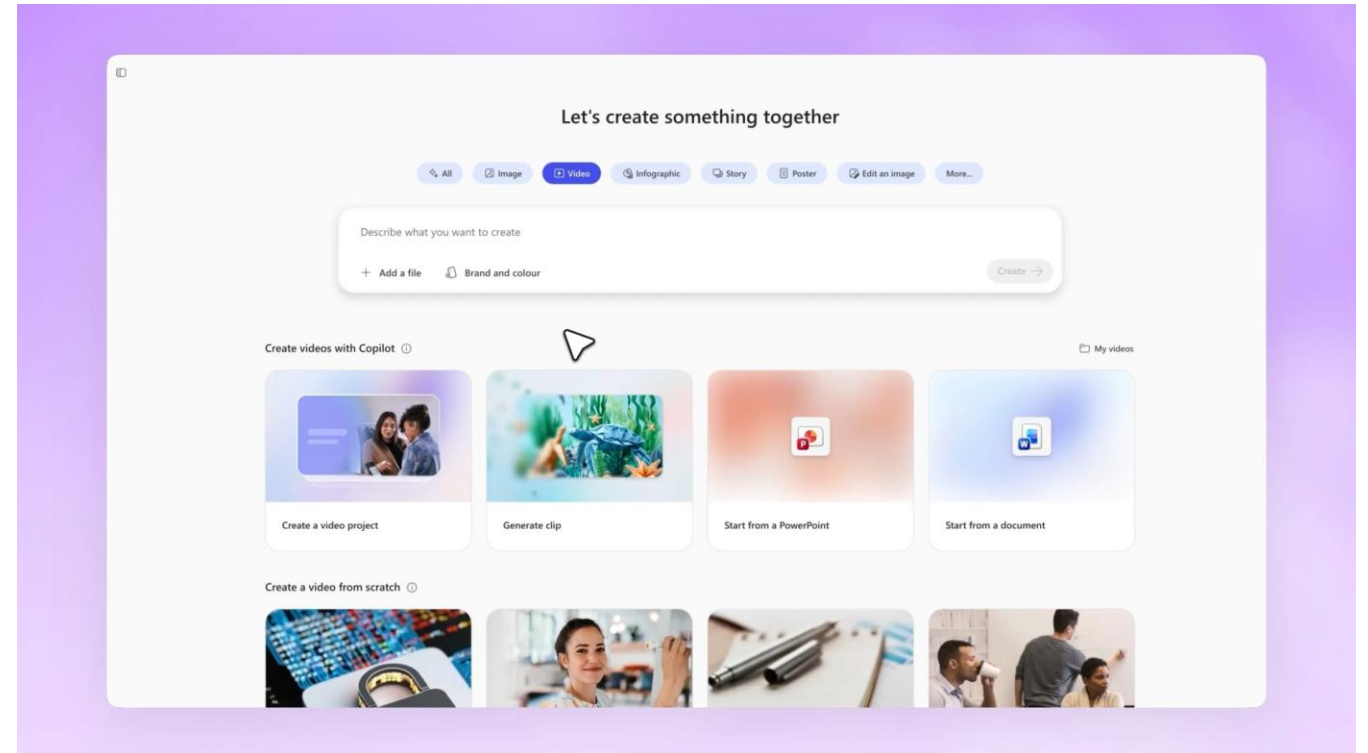 Let's create something together
All Image Video Infographic Story Poster Edit an image More...
Describe what you want to create
Add a file Brand and colour Create
Create videos with Copilot My videos
P W
Create a video project Generate clip Start from a PowerPoint Start from a document
Create a video from scratch